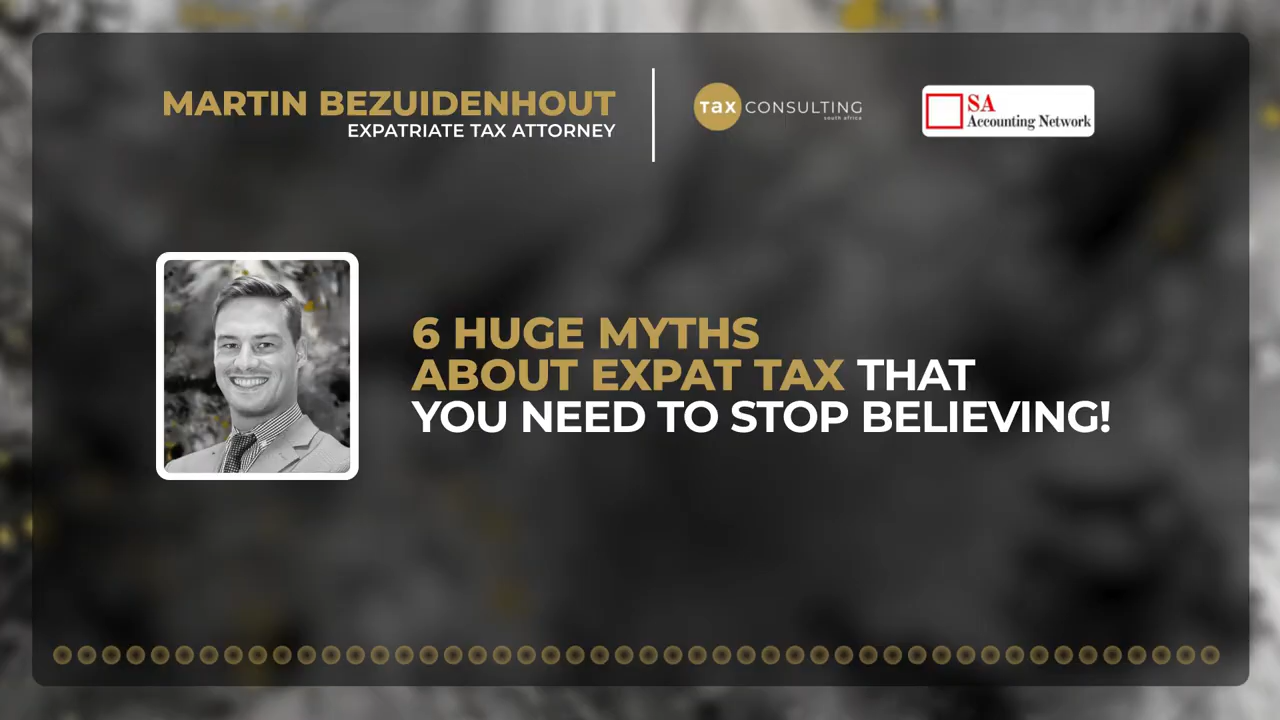 MARTIN BEZUIDENHOUT
EXPATRIATE TAX ATTORNEY
Tax CONSULTING
south africa
SA
Accounting Network
6 HUGE MYTHS
ABOUT EXPAT TAX THAT
YOU NEED TO STOP BELIEVING!